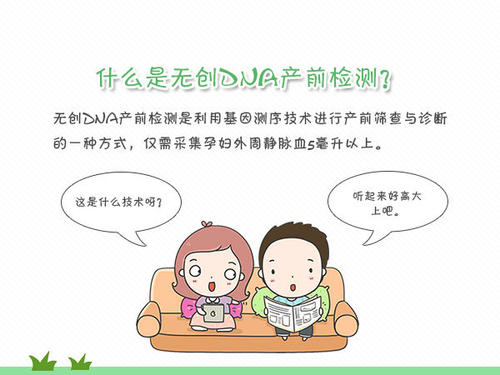 什么是无创DNA产前检测?
无创DNA产前检测是利用基因测序技术进行产前筛查与诊断
的一种方式，仅需采集孕妇外周静脉血5毫升以上。
这是什么技术呀?
听起来好高大
上吧。